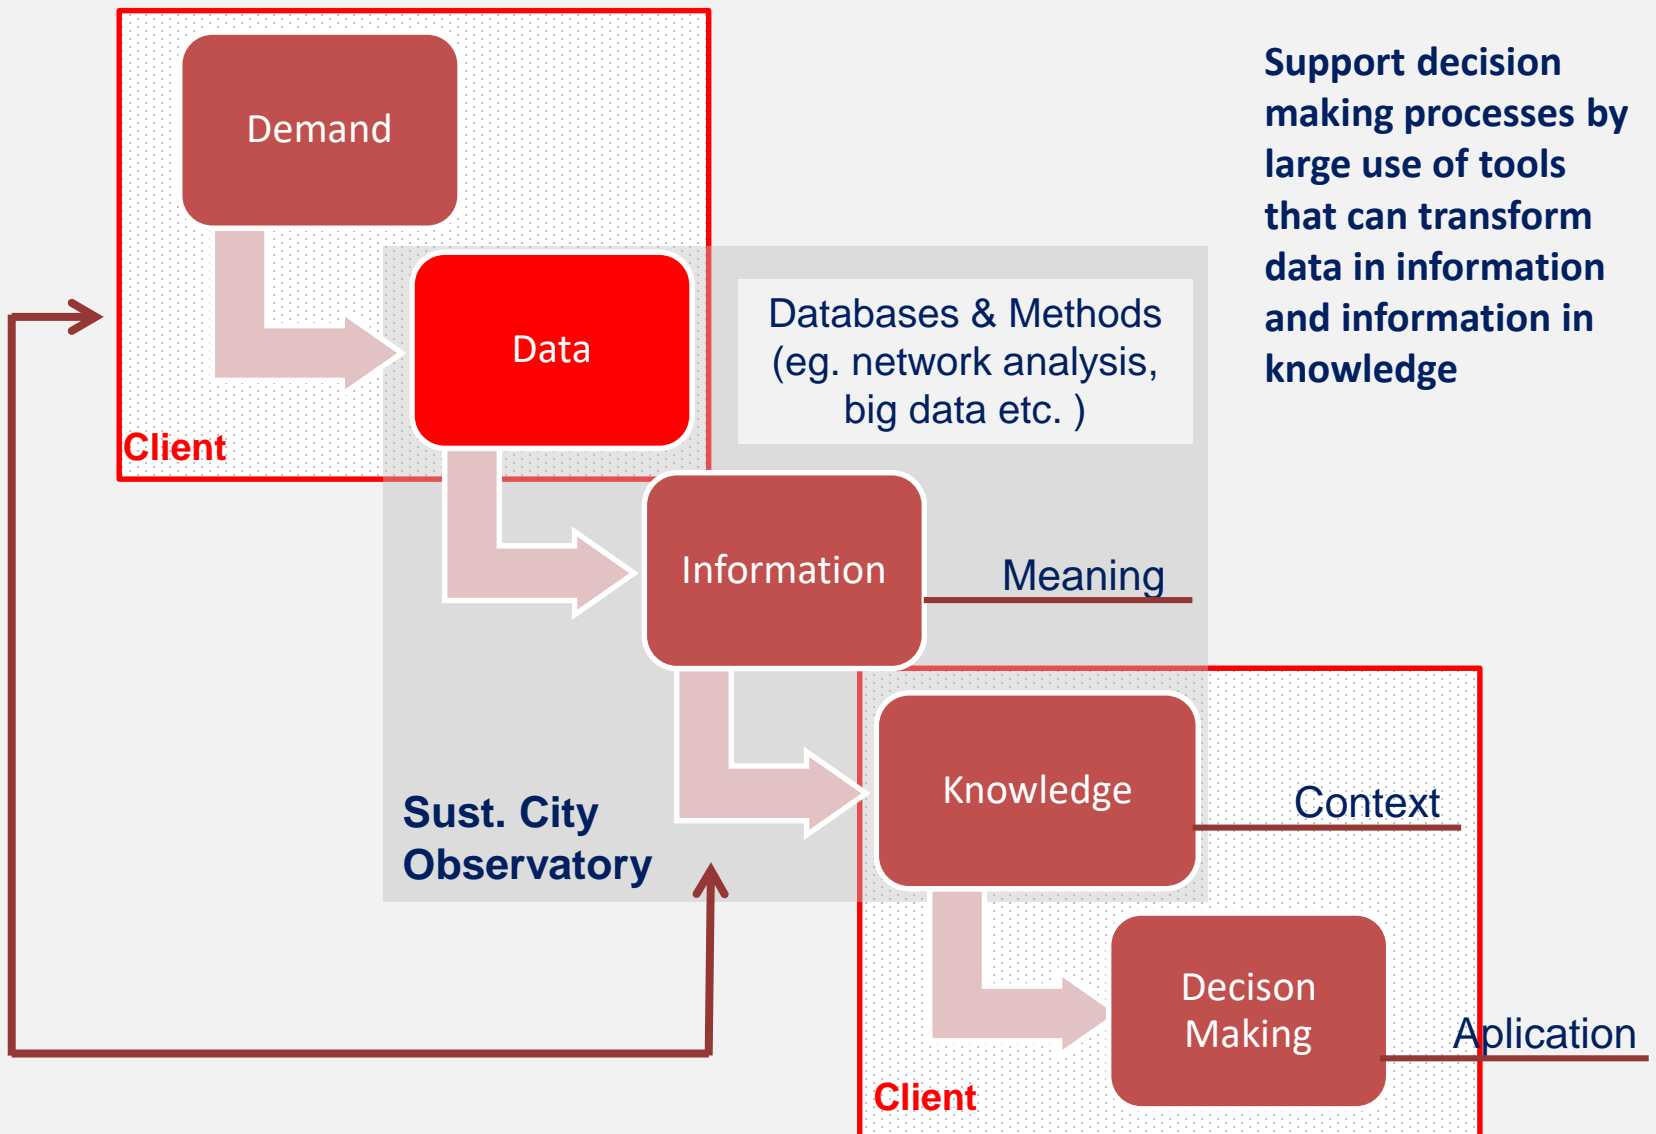 Demand
Support decision
making processes by
large use of tools
that can transform
data in information
and information in
knowledge
Data
Databases & Methods
(eg. network analysis,
big data etc. )
Client
Information
Meaning
Knowledge
Context
Sust. City
Observatory
Decison
Making
Aplication
Client